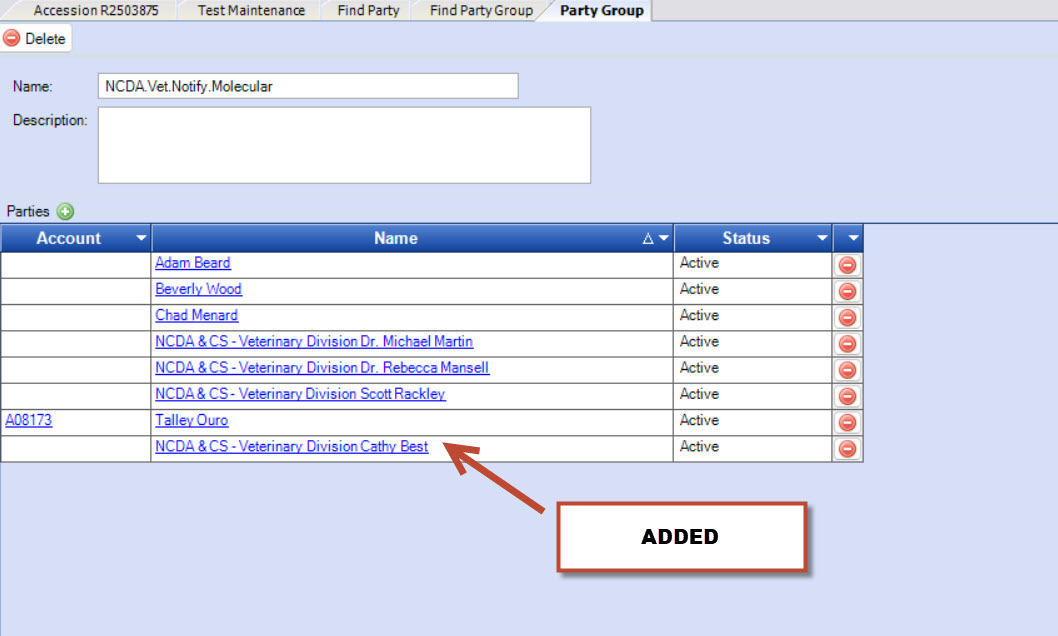 Accession R2503875 Test Maintenance Find Party Find Party Group Party Group
Delete
Name: NCDA.Vet.Notify.Molecular
Description:
Parties
Account Name Status
Adam Beard Active
Beverly Wood Active
Chad Menard Active
NCDA & CS - Veterinary Division Dr. Michael Martin Active
NCDA & CS - Veterinary Division Dr. Rebecca Mansell Active
NCDA & CS - Veterinary Division Scott Rackley Active
A08173 Talley Ouro Active
NCDA & CS - Veterinary Division Cathy Best Active
ADDED